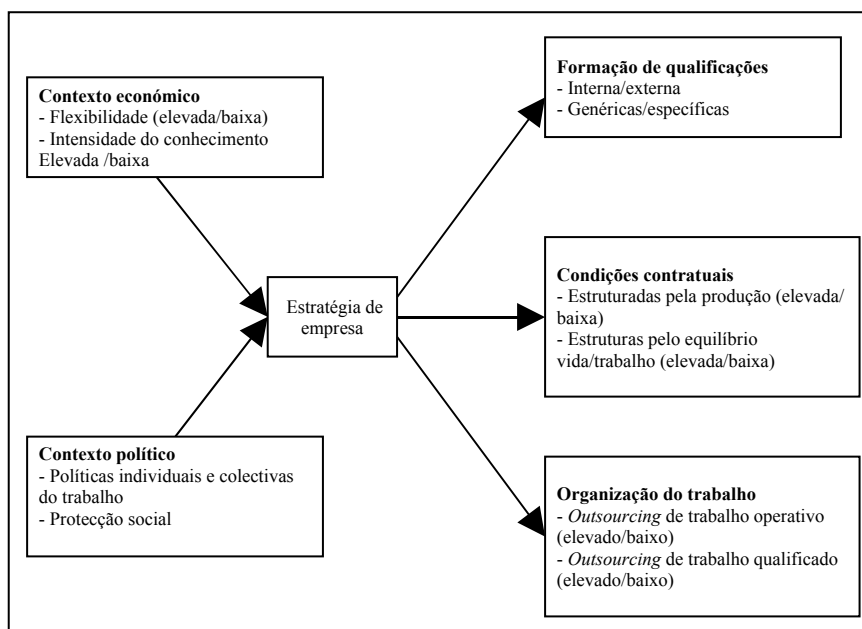 Contexto económico
- Flexibilidade (elevada/baixa)
- Intensidade do conhecimento
Elevada /baixa
Contexto político
- Políticas individuais e colectivas
do trabalho
- Protecção social
Estratégia de
empresa
Formação de qualificações
- Interna/externa
- Genéricas/específicas
Condições contratuais
- Estruturadas pela produção (elevada/
baixa)
- Estruturas pelo equilíbrio
vida/trabalho (elevada/baixa)
Organização do trabalho
- Outsourcing de trabalho operativo
(elevado/baixo)
- Outsourcing de trabalho qualificado
(elevado/baixo)